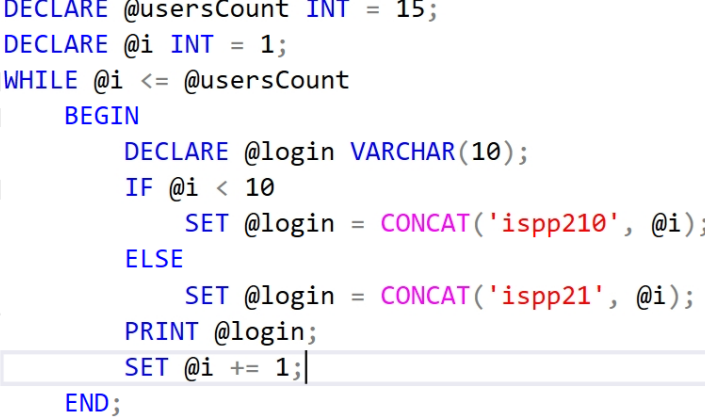 DECLARE @usersCount INT = 15;
DECLARE @i INT = 1;
WHILE @i <= @usersCount
    BEGIN
        DECLARE @login VARCHAR(10);
        IF @i < 10
            SET @login = CONCAT('ispp210', @i);
        ELSE
            SET @login = CONCAT('ispp21', @i);
        PRINT @login;
        SET @i += 1;
    END;